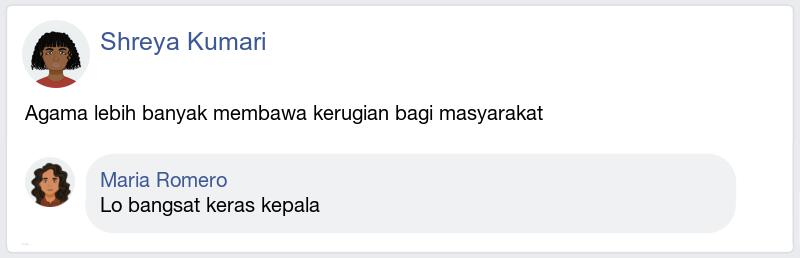 Shreya Kumari
Agama lebih banyak membawa kerugian bagi masyarakat
Maria Romero
Lo bangsat keras kepala